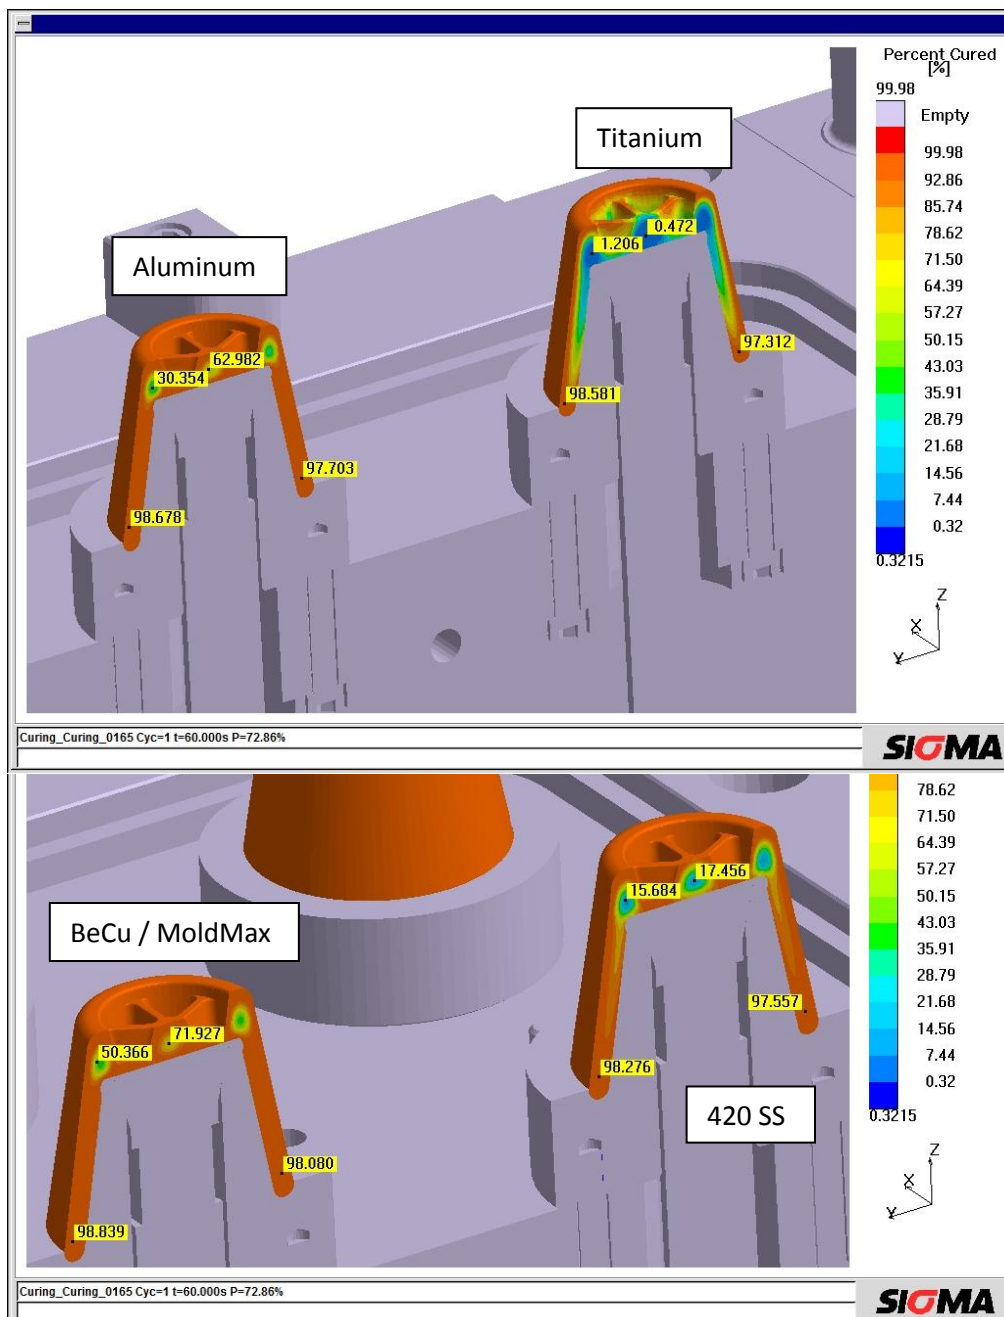 Percent Cured
[%]
99.98
Empty
99.98
92.86
85.74
78.62
71.50
64.39
57.27
50.15
43.03
35.91
28.79
21.68
14.56
7.44
0.32
0.3215
Titanium
0.472
1.206
97.312
98.581
Aluminum
62.982
30.354
97.703
98.678
Z
X
Y
Curing_Curing_0165 Cyc=1 t=60.000s P=72.86%
SIGMA
78.62
71.50
64.39
57.27
50.15
43.03
35.91
28.79
21.68
14.56
7.44
0.32
0.3215
17.456
15.684
97.557
98.276
420 SS
BeCu / MoldMax
71.927
50.366
98.080
98.839
Z
X
Y
Curing_Curing_0165 Cyc=1 t=60.000s P=72.86%
SIGMA